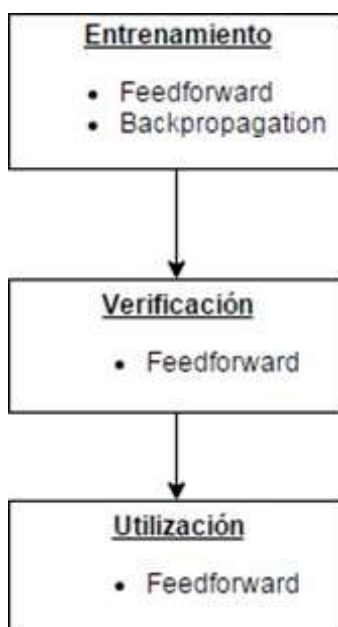 Entrenamiento
• Feedforward
• Backpropagation
Verificación
• Feedforward
Utilización
• Feedforward